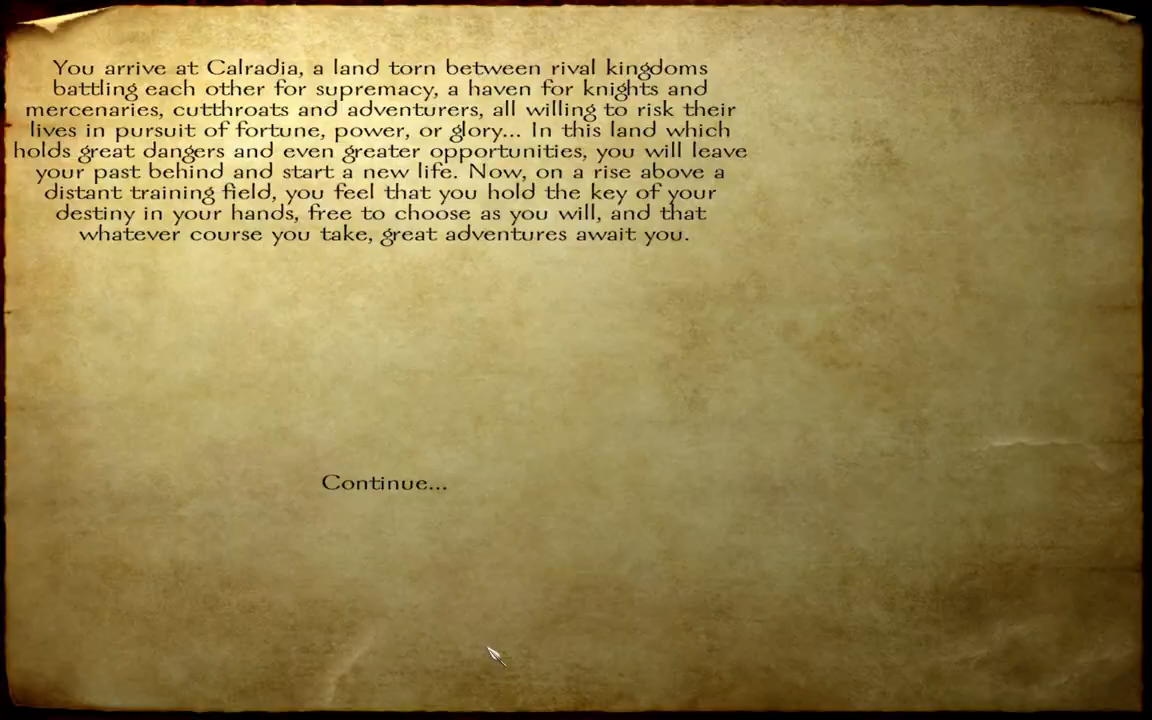 You arrive at Calradia, a land torn between rival kingdoms
battling each other for supremacy, a haven for knights and
mercenaries, cutthroats and adventurers, all willing to risk their
lives in pursuit of fortune, power, or glory... In this land which
holds great dangers and even greater opportunities, you will leave
your past behind and start a new life. Now, on a rise above a
distant training field, you feel that you hold the key of your
destiny in your hands, free to choose as you will, and that
whatever course you take, great adventures await you.
Continue...